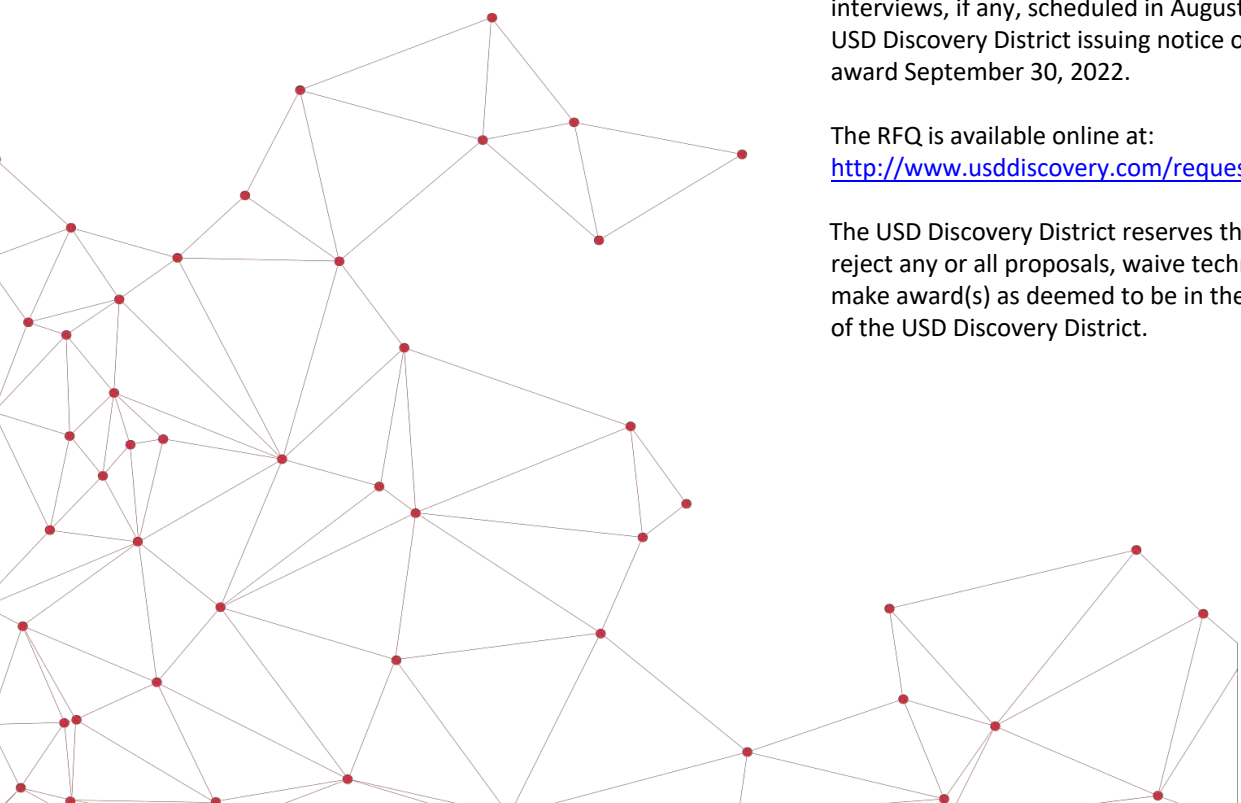 interviews, if any, scheduled in August
USD Discovery District issuing notice
award September 30, 2022.
The RFQ is available online at:
http://www.usddiscovery.com/reques
The USD Discovery District reserves
reject any or all proposals, waive
make award(s) as deemed to be in the
of the USD Discovery District.